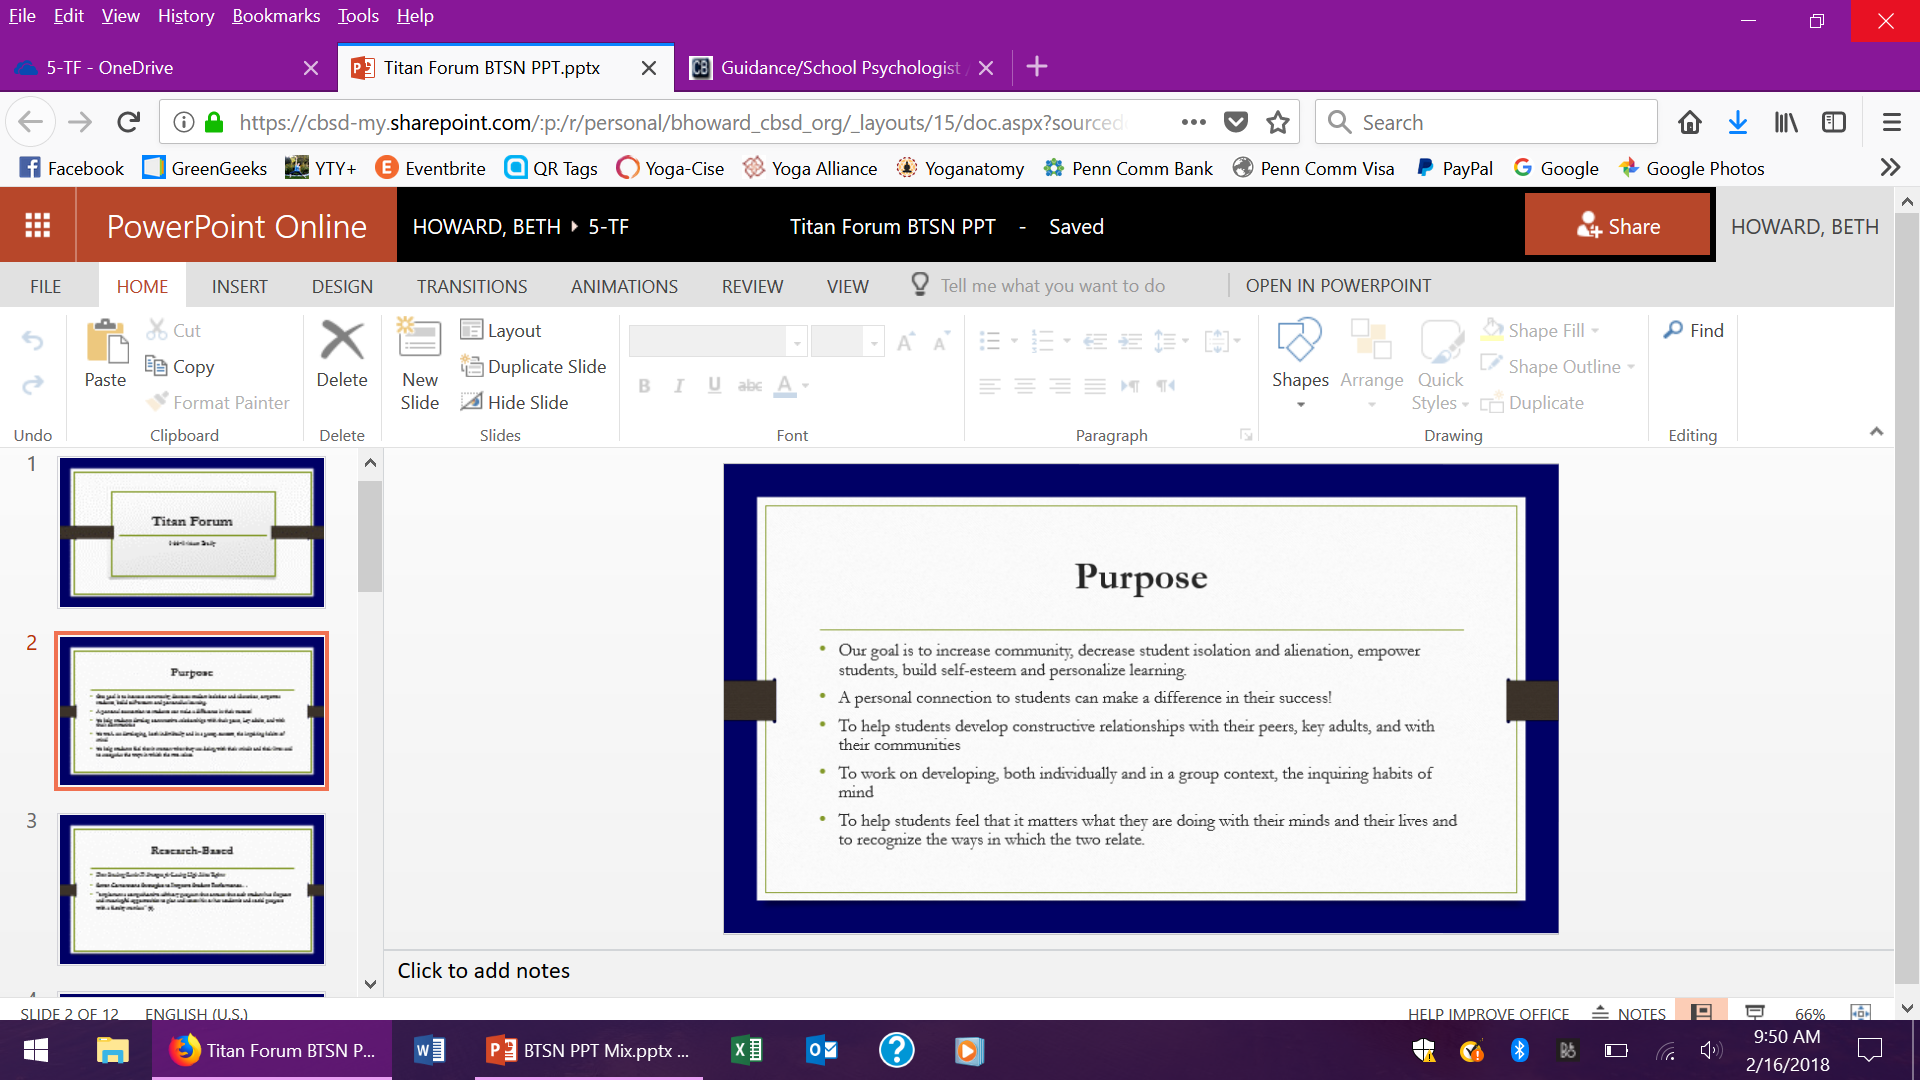 File Edit View History Bookmarks Tools Help
5-TF - OneDrive
Titan Forum BTSN PPT.pptx
Guidance/School Psychologist
https://cbsd-my.sharepoint.com/:p:/r/personal/bhoward_cbsd_org/_layouts/15/doc.aspx?sourced
Search
Facebook GreenGeeks YTY+ Eventbrite QR Tags Yoga-Cise Yoga Alliance Yoganatomy Penn Comm Bank Penn Comm Visa PayPal Google Google Photos
PowerPoint Online HOWARD, BETH 5-TF Titan Forum BTSN PPT - Saved Share HOWARD, BETH
FILE HOME INSERT DESIGN TRANSITIONS ANIMATIONS REVIEW VIEW Tell me what you want to do OPEN IN POWERPOINT
Paste
Cut
Copy
Format Painter
Delete
New
Slide
Layout
Duplicate Slide
Hide Slide
B I U abc A
Shapes
Arrange
Quick
Styles
Shape Fill
Shape Outline
Duplicate
Find
Undo Clipboard Delete Slides Font Paragraph Drawing Editing
1
Titan Forum
2
Purpose
3
Research-Based
Purpose
• Our goal is to increase community, decrease student isolation and alienation, empower
students, build self-esteem and personalize learning.
• A personal connection to students can make a difference in their success!
• To help students develop constructive relationships with their peers, key adults, and with
their communities
• To work on developing, both individually and in a group context, the inquiring habits of
mind
• To help students feel that it matters what they are doing with their minds and their lives and
to recognize the ways in which the two relate.
Click to add notes
SLIDE 2 OF 12 ENGLISH (U.S.) HELP IMPROVE OFFICE NOTES 66%
Titan Forum BTSN P...
BTSN PPT Mix.pptx ...
9:50 AM
2/16/2018